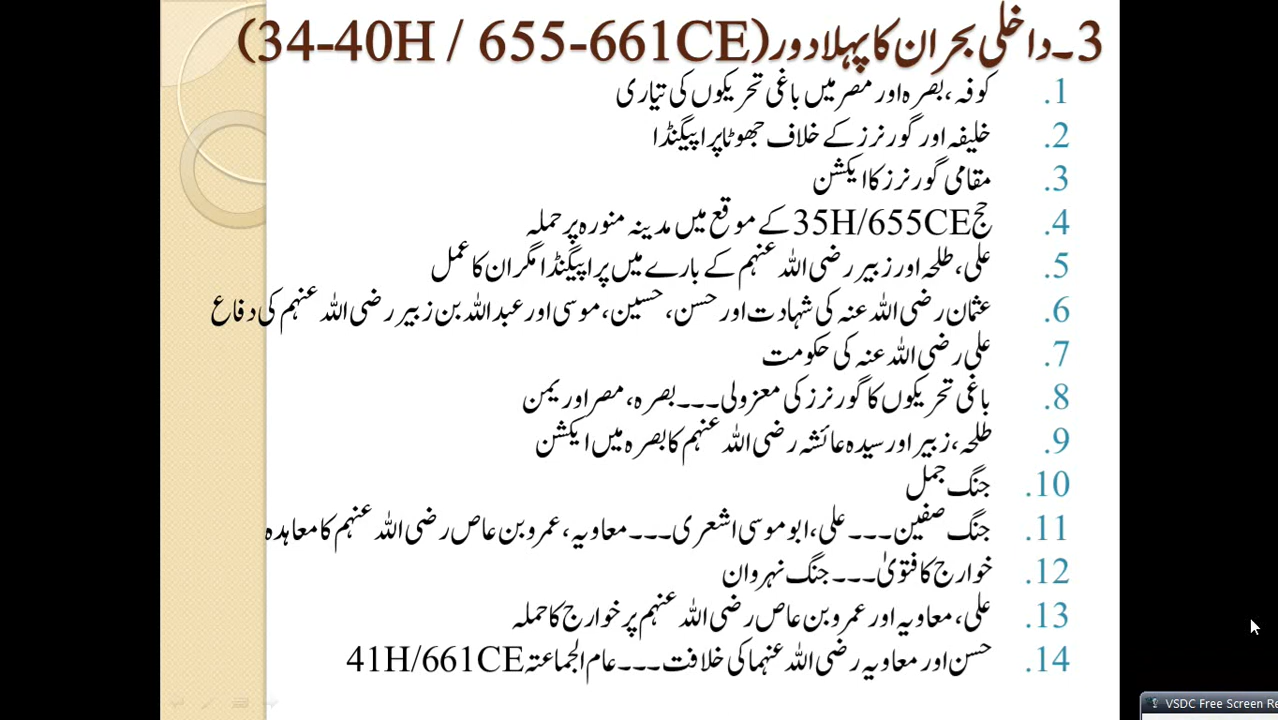 3۔داخلی بحران کا پہلا دور (34-40H / 655-661CE)
1. کوفہ، بصرہ اور مصر میں باغی تحریکوں کی تیاری
2. خلیفہ اور گورنرز کے خلاف جھوٹا پراپیگنڈا
3. مقامی گورنرز کا ایکشن
4. حج 35H/655CE کے موقع میں مدینہ منورہ پر حملہ
5. علی، طلحہ اور زبیر رضی اللہ عنہم کے بارے میں پراپیگنڈا مگر ان کا عمل
6. عثمان رضی اللہ عنہ کی شہادت اور حسن، حسین، موسی اور عبداللہ بن زبیر رضی اللہ عنہم کی دفاع
7. علی رضی اللہ عنہ کی حکومت
8. باغی تحریکوں کا گورنرز کی معزولی۔۔۔ بصرہ، مصر اور یمن
9. طلحہ، زبیر اور سیدہ عائشہ رضی اللہ عنہم کا بصرہ میں ایکشن
10. جنگ جمل
11. جنگ صفین۔۔۔ علی، ابو موسی اشعری۔۔۔ معاویہ، عمرو بن عاص رضی اللہ عنہم کا معاہدہ
12. خوارج کا فتویٰ۔۔۔ جنگ نہروان
13. علی، معاویہ اور عمرو بن عاص رضی اللہ عنہم پر خوارج کا حملہ
14. حسن اور معاویہ رضی اللہ عنہما کی خلافت۔۔۔ عام الجماعتہ 41H/661CE
VSDC Free Screen Re